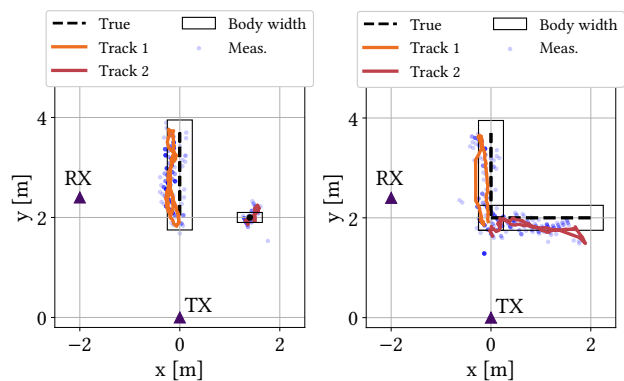 True
Body width
Track 1
Meas.
Track 2
True
Body width
Track 1
Meas.
Track 2
4
RX
y [m]
2
TX
0
−2
0
2
x [m]
4
RX
y [m]
2
TX
0
−2
0
2
x [m]